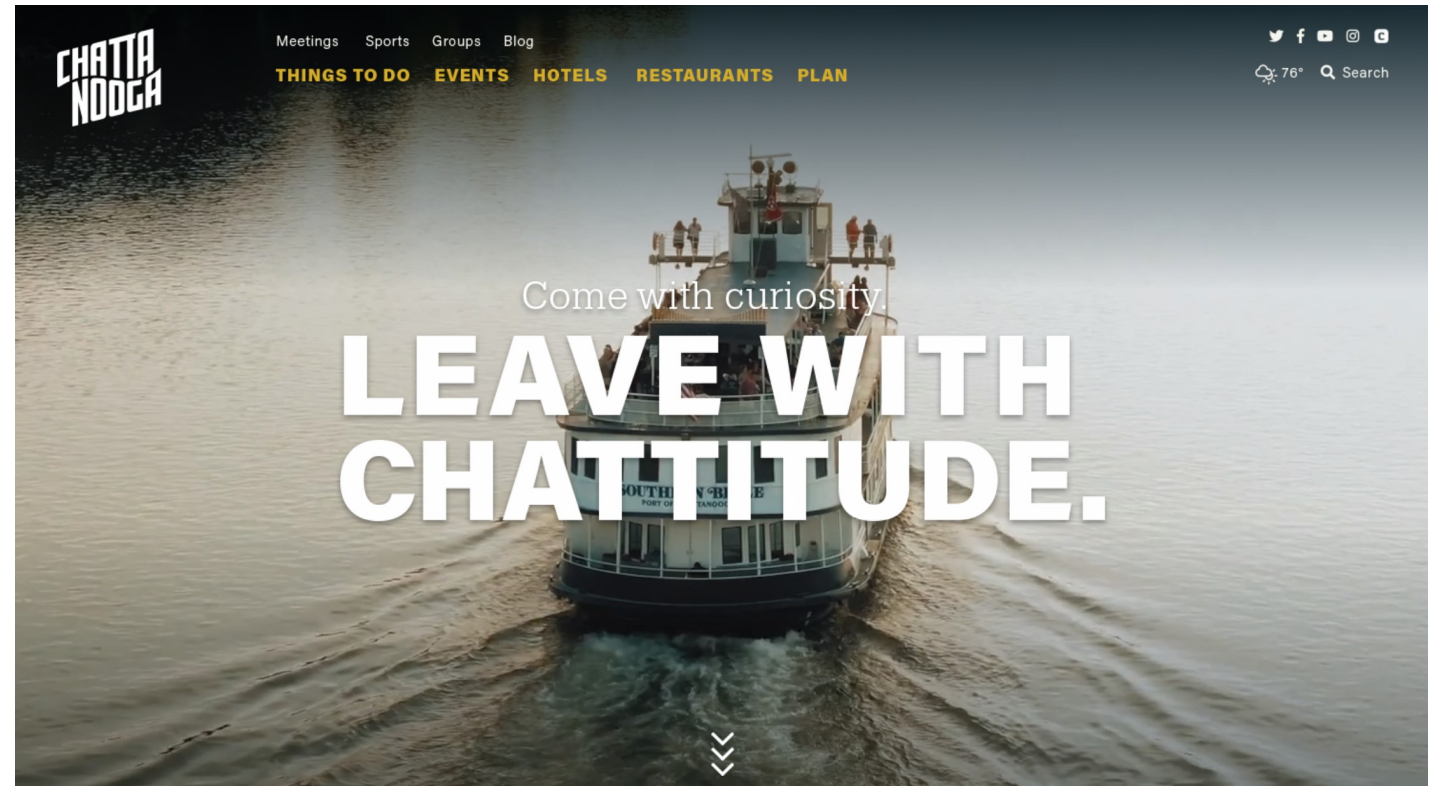 CHATTA
NOOGA
Meetings Sports Groups Blog
THINGS TO DO EVENTS HOTELS RESTAURANTS PLAN
76° Search
Come with curiosity.
LEAVE WITH
CHATTITUDE.